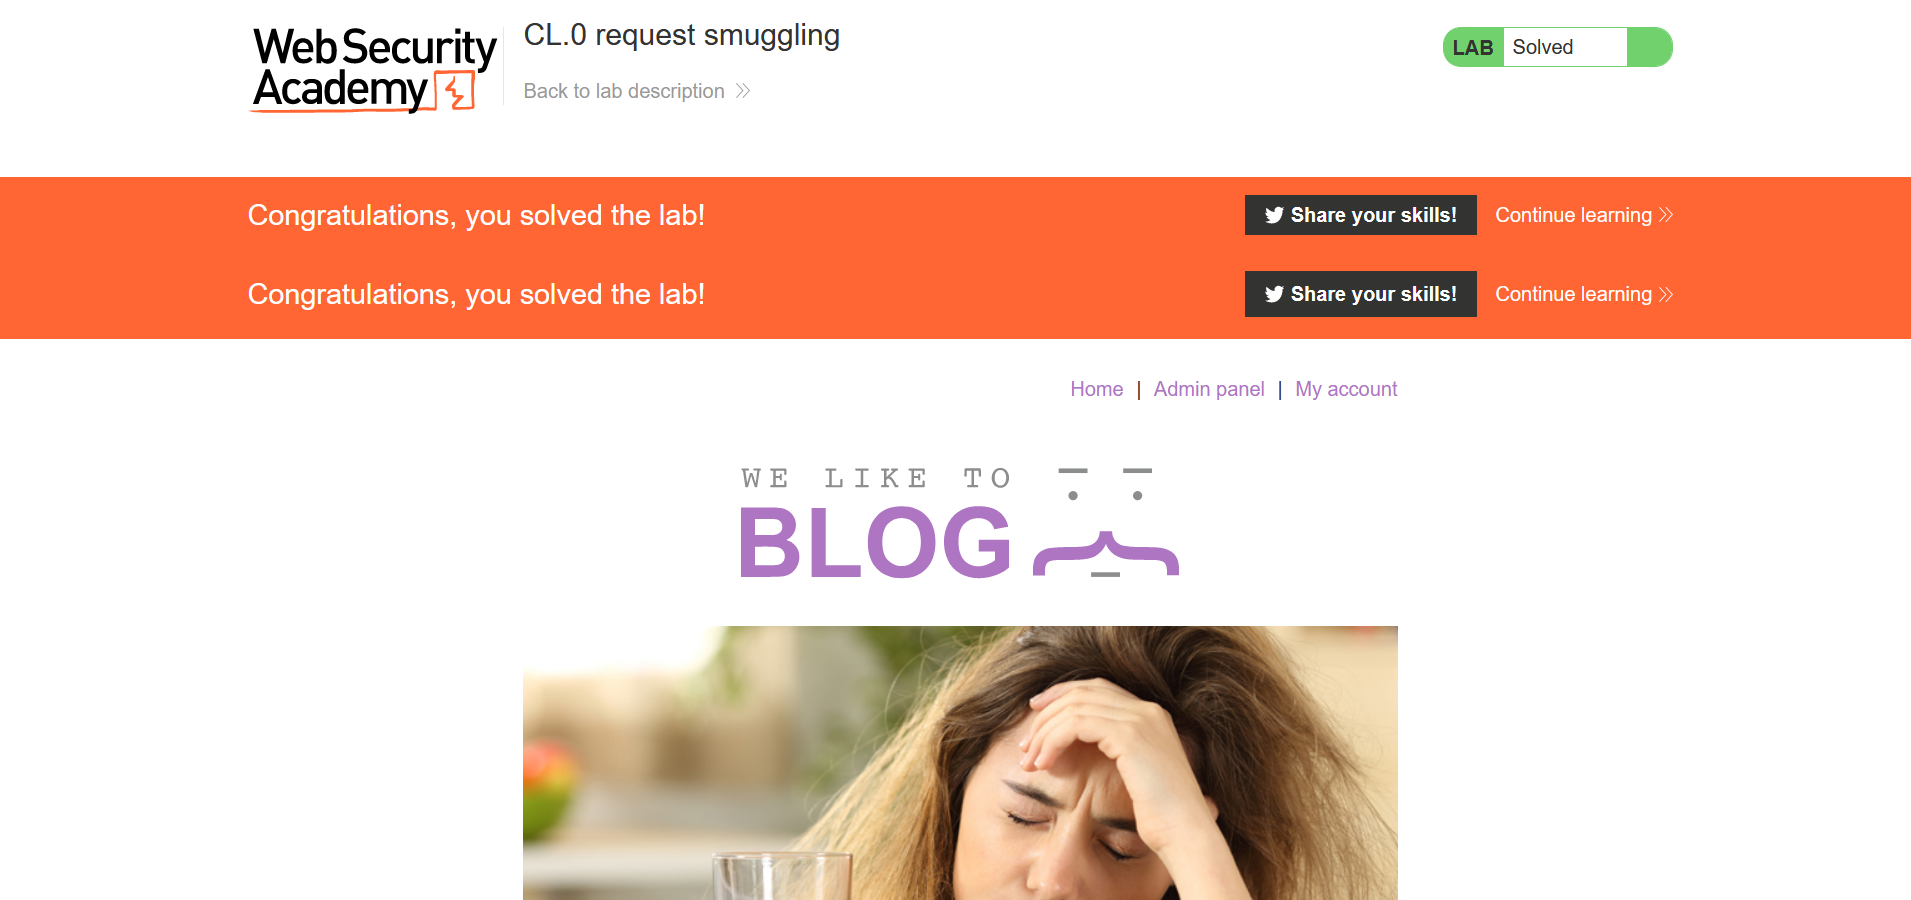 Web Security
Academy
CL.0 request smuggling
Back to lab description
LAB Solved
Congratulations, you solved the lab!
Share your skills!
Continue learning
Congratulations, you solved the lab!
Share your skills!
Continue learning
Home | Admin panel | My account
WE LIKE TO
BLOG